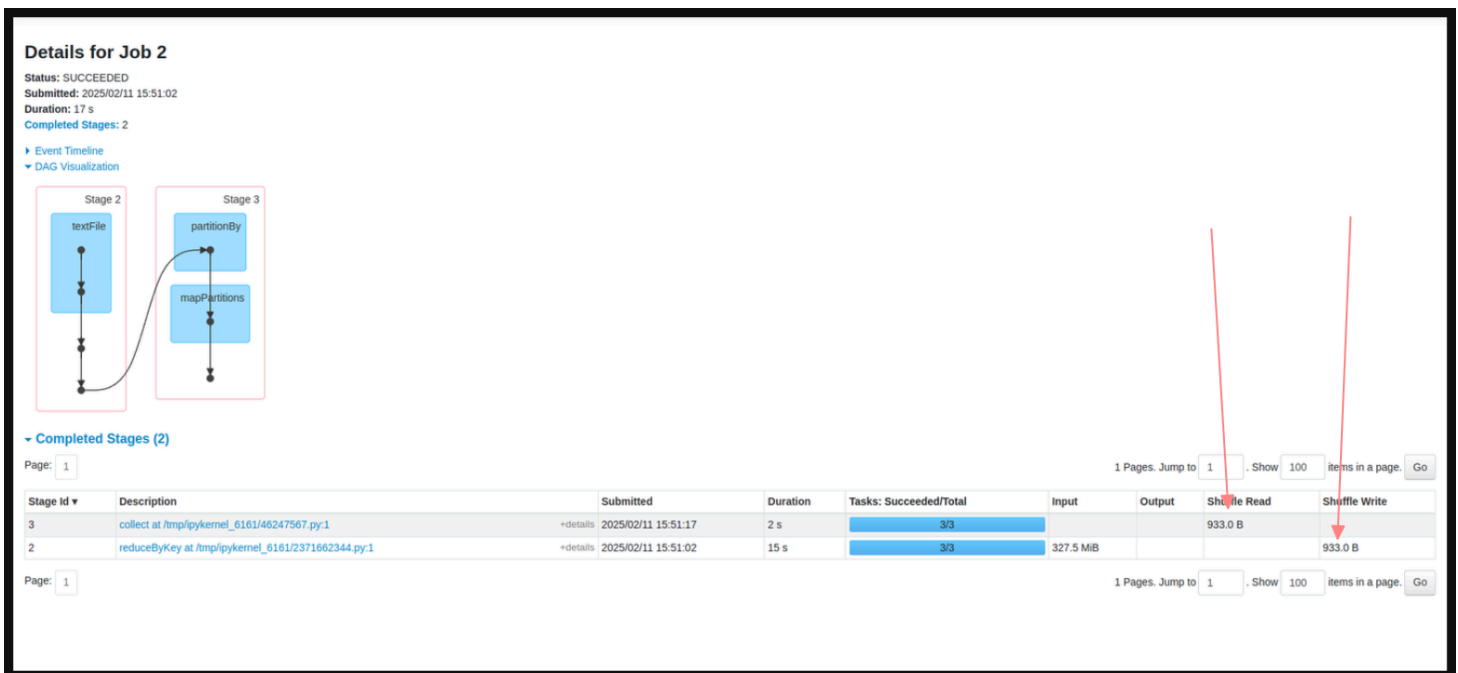 Details for Job 2
Status: SUCCEEDED
Submitted: 2025/02/11 15:51:02
Duration: 17 s
Completed Stages: 2
Event Timeline
DAG Visualization
Stage 2 Stage 3
textFile partitionBy
mapPartitions
Completed Stages (2)
Page: 1 1 Pages. Jump to 1 . Show 100 items in a page. Go
Stage Id ▾ Description Submitted Duration Tasks: Succeeded/Total Input Output Shuffle Read Shuffle Write
3 collect at /tmp/ipykernel_6161/46247567.py:1 +details 2025/02/11 15:51:17 2 s 3/3 933.0 B
2 reduceByKey at /tmp/ipykernel_6161/2371662344.py:1 +details 2025/02/11 15:51:02 15 s 3/3 327.5 MiB 933.0 B
Page: 1 1 Pages. Jump to 1 . Show 100 items in a page. Go